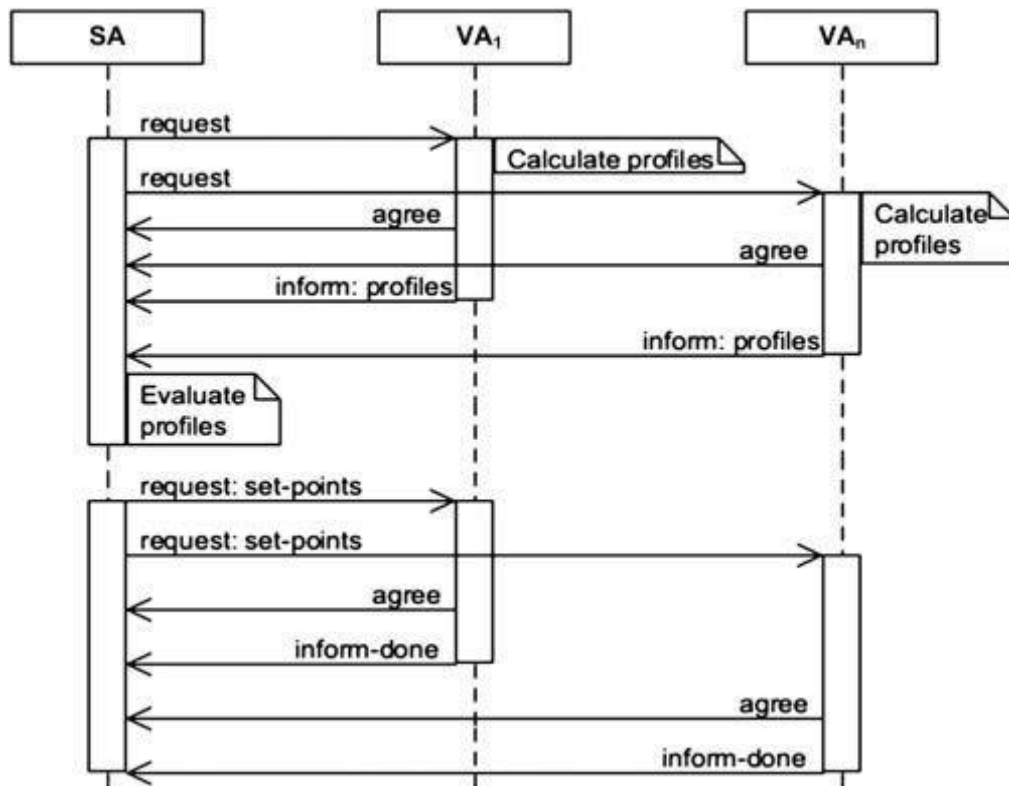 SA
VA₁
VAₙ
request
Calculate profiles
request
Calculate
profiles
agree
agree
inform: profiles
inform: profiles
Evaluate
profiles
request: set-points
request: set-points
agree
inform-done
agree
inform-done